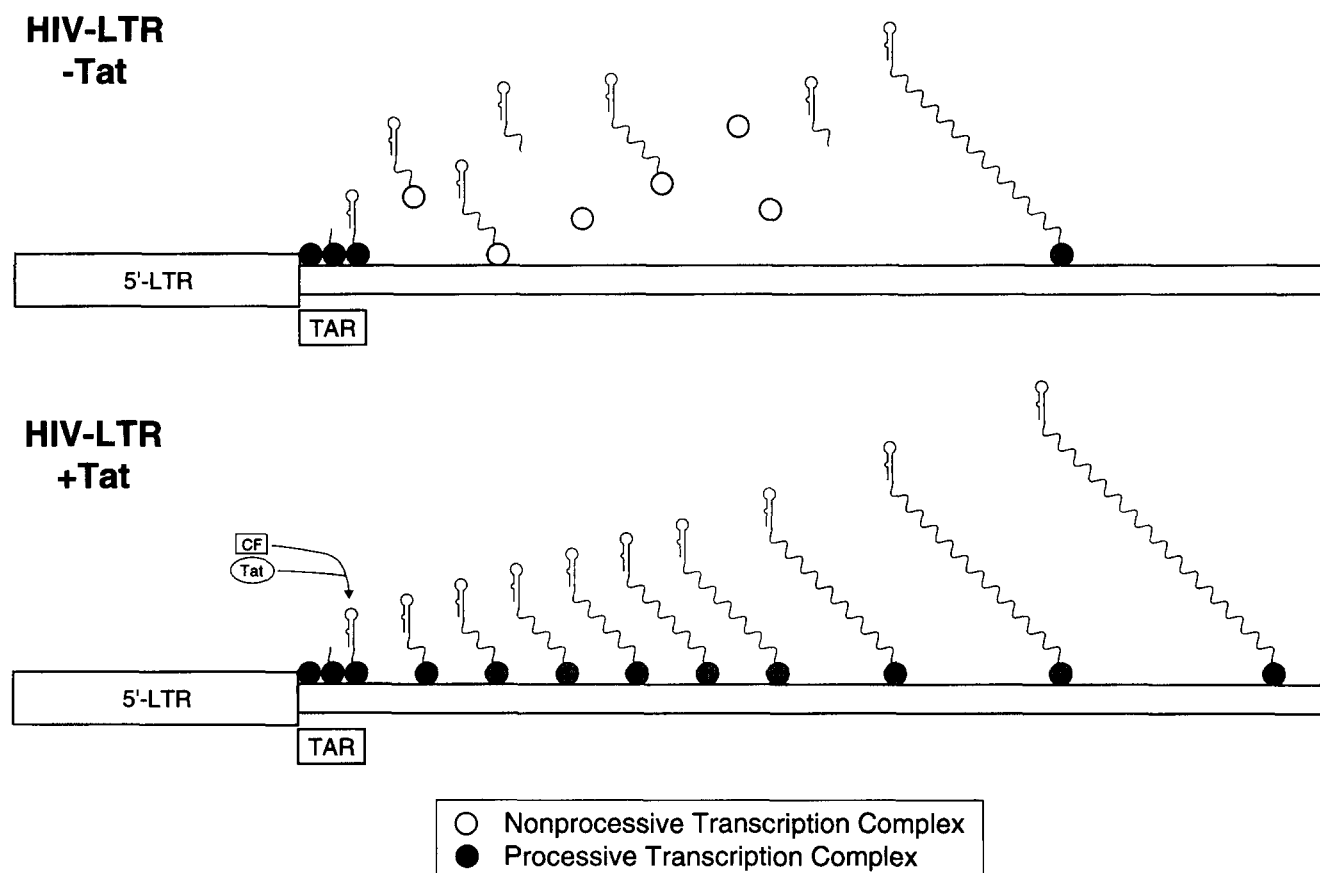 HIV-LTR
-Tat
5'-LTR
TAR
HIV-LTR
+Tat
CF
Tat
5'-LTR
TAR
Nonprocessive Transcription Complex
Processive Transcription Complex